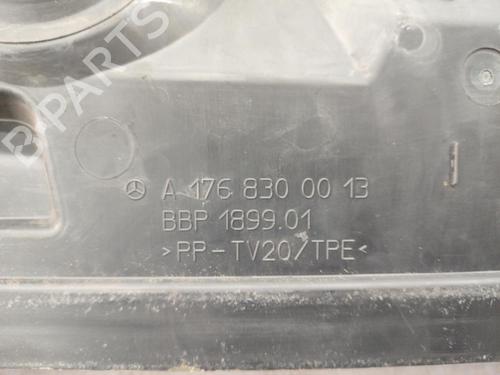 B-PARTS
A 176 830 00 13
BBP 1899.01
>PP-TV20/TPE<